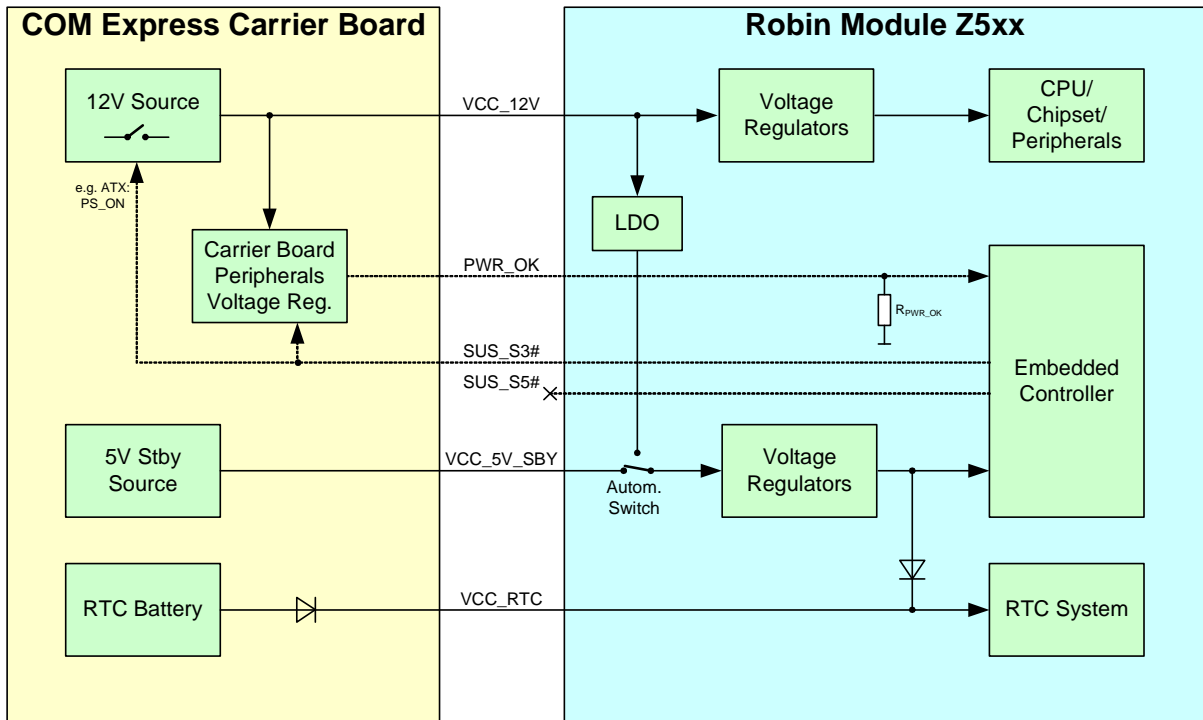 COM Express Carrier Board
Robin Module Z5xx
12V Source
VCC_12V
Voltage
Regulators
CPU/
Chipset/
Peripherals
e.g. ATX:
PS_ON
LDO
Carrier Board
Peripherals
Voltage Reg.
PWR_OK
RPWR_OK
SUS_S3#
SUS_S5#
Embedded
Controller
5V Stby
Source
VCC_5V_SBY
Autom.
Switch
Voltage
Regulators
RTC Battery
VCC_RTC
RTC System